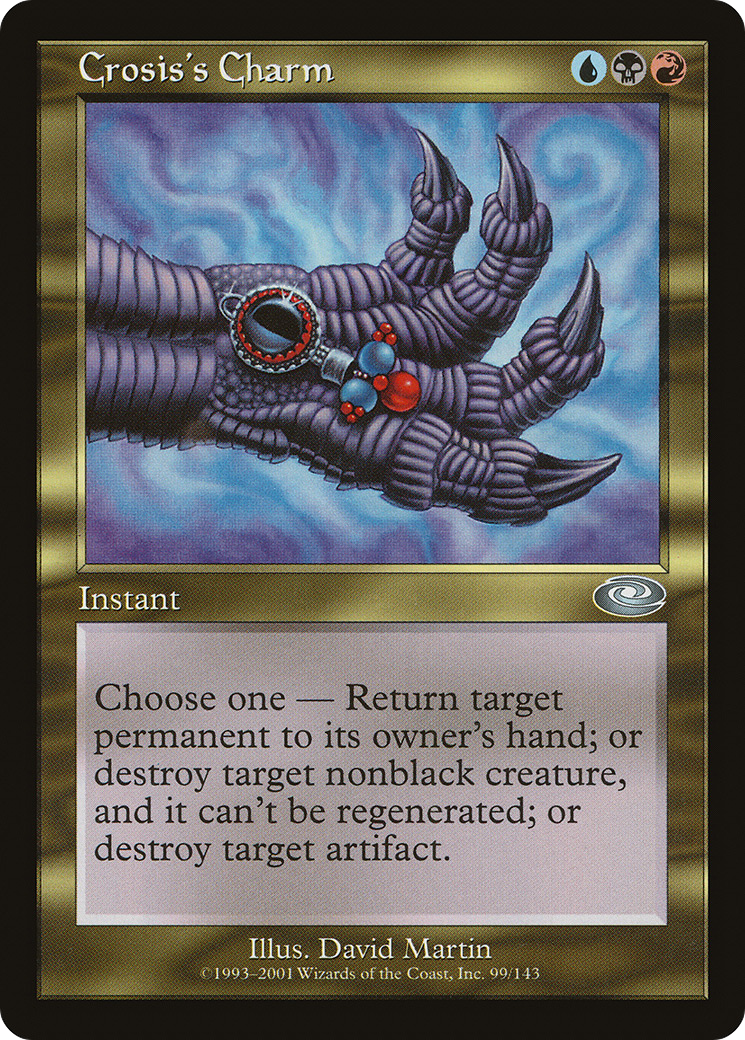 Crosis's Charm
Instant
Choose one — Return target
permanent to its owner's hand; or
destroy target nonblack creature,
and it can't be regenerated; or
destroy target artifact.
Illus. David Martin
©1993–2001 Wizards of the Coast, Inc. 99/143